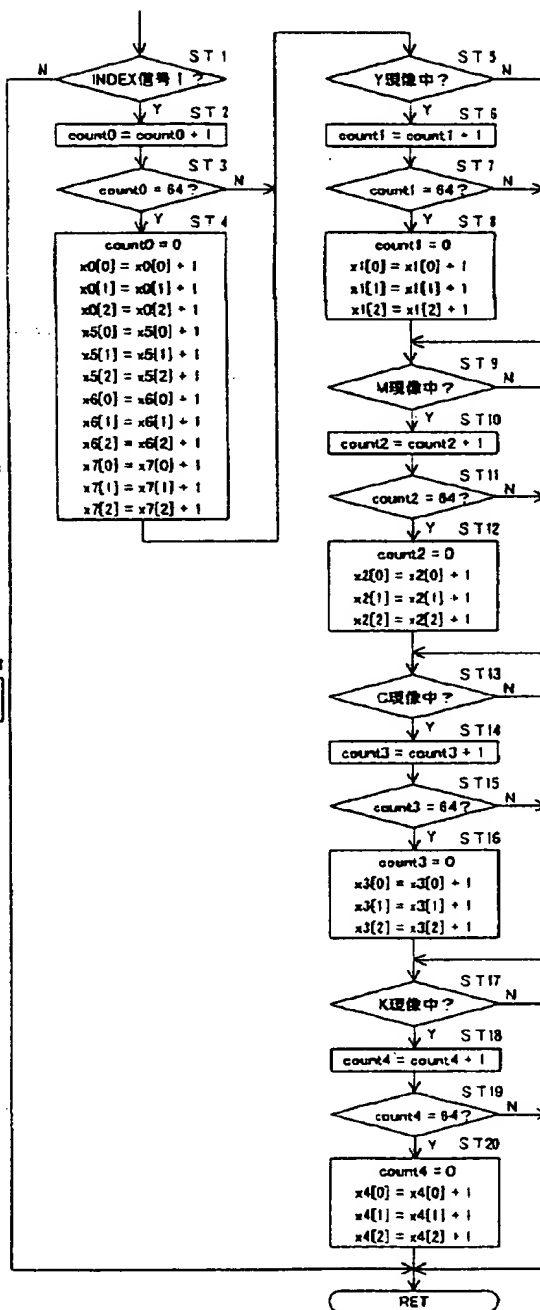 ST1
INDEX信号1?
N
Y
ST2
count0 = count0 + 1
ST3
count0 = 64?
N
Y
ST4
count0 = 0
x0[0] = x0[0] + 1
x0[1] = x0[1] + 1
x0[2] = x0[2] + 1
x5[0] = x5[0] + 1
x5[1] = x5[1] + 1
x5[2] = x5[2] + 1
x6[0] = x6[0] + 1
x6[1] = x6[1] + 1
x6[2] = x6[2] + 1
x7[0] = x7[0] + 1
x7[1] = x7[1] + 1
x7[2] = x7[2] + 1
ST5
Y現像中?
N
Y
ST6
count1 = count1 + 1
ST7
count1 = 64?
N
Y
ST8
count1 = 0
x1[0] = x1[0] + 1
x1[1] = x1[1] + 1
x1[2] = x1[2] + 1
ST9
M現像中?
N
Y
ST10
count2 = count2 + 1
ST11
count2 = 64?
N
Y
ST12
count2 = 0
x2[0] = x2[0] + 1
x2[1] = x2[1] + 1
x2[2] = x2[2] + 1
ST13
C現像中?
N
Y
ST14
count3 = count3 + 1
ST15
count3 = 64?
N
Y
ST16
count3 = 0
x3[0] = x3[0] + 1
x3[1] = x3[1] + 1
x3[2] = x3[2] + 1
ST17
K現像中?
N
Y
ST18
count4 = count4 + 1
ST19
count4 = 64?
N
Y
ST20
count4 = 0
x4[0] = x4[0] + 1
x4[1] = x4[1] + 1
x4[2] = x4[2] + 1
RET